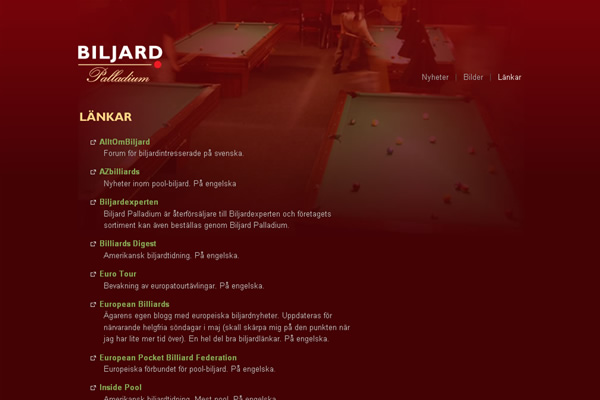 BILJARD
Palladium
Nyheter | Bilder | Länkar
LÄNKAR
AlltOmBiljard
Forum för biljardintresserade på svenska.
AZbilliards
Nyheter inom pool-biljard. På engelska
Biljardexperten
Biljard Palladium är återförsäljare till Biljardexperten och företagets
sortiment kan även beställas genom Biljard Palladium.
Billiards Digest
Amerikansk biljardtidning. På engelska.
Euro Tour
Bevakning av europatourtävlingar. På engelska.
European Billiards
Ägarens egen blogg med europeiska biljardnyheter. Uppdateras för
närvarande helgfria söndagar i maj (skall skärpa mig på den punkten när
jag har lite mer tid över). En hel del bra biljardlänkar. På engelska.
European Pocket Billiard Federation
Europeiska förbundet för pool-biljard. På engelska.
Inside Pool
Amerikansk biljardtidning. Mest pool. På engelska.